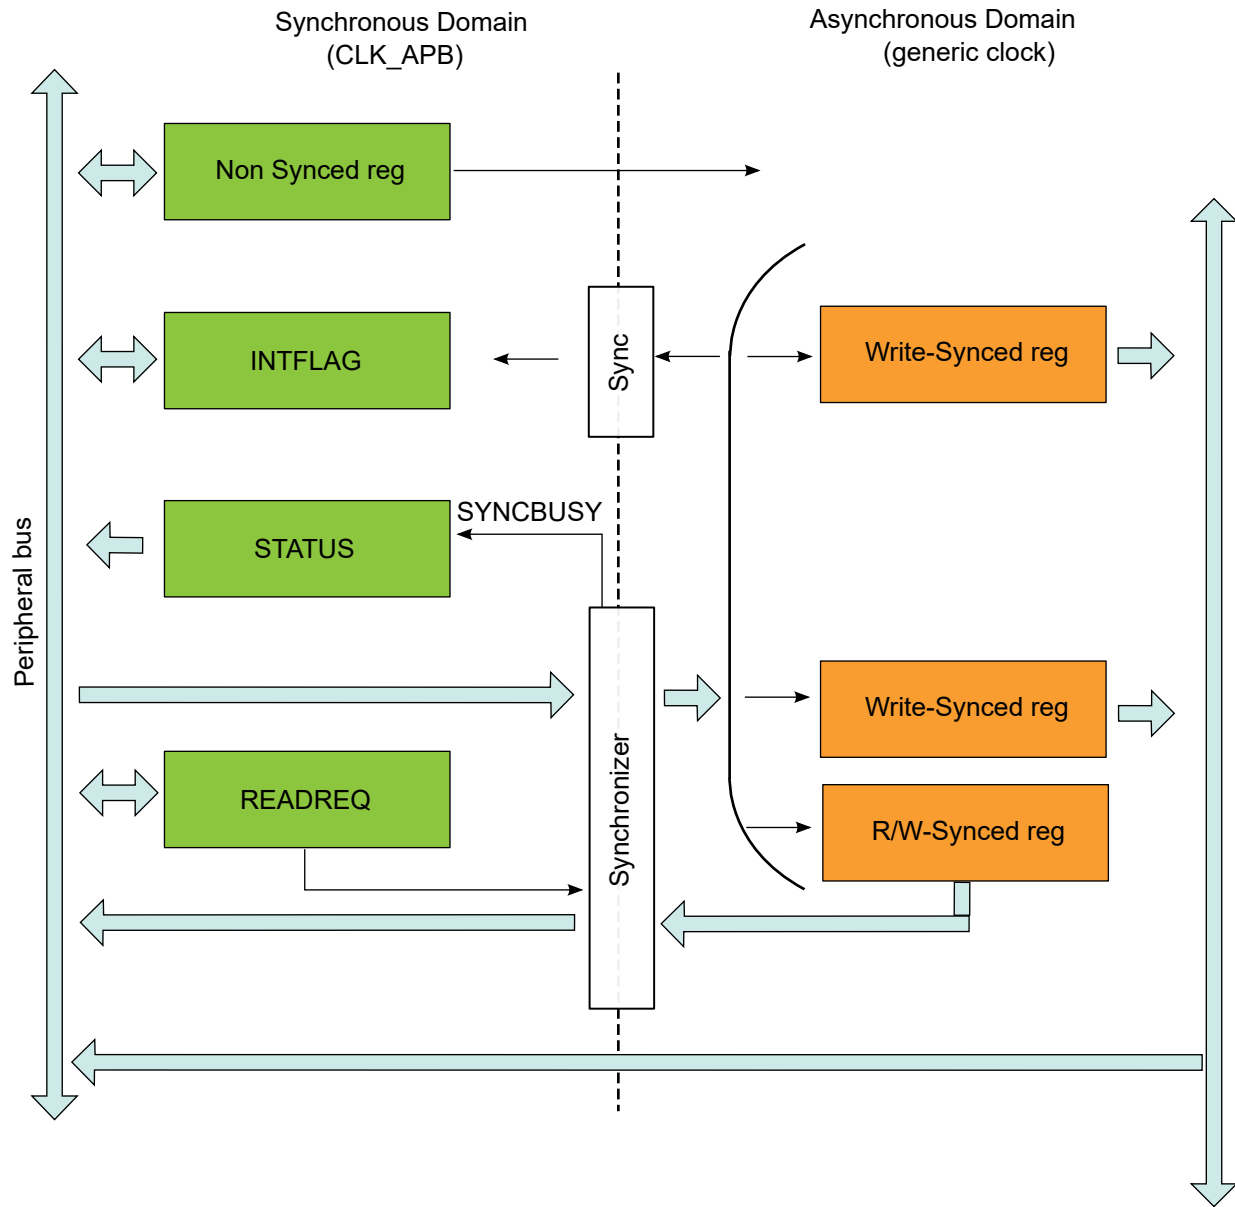 Synchronous Domain
(CLK_APB)
Asynchronous Domain
(generic clock)
Non Synced reg
INTFLAG
Sync
Write-Synced reg
SYNCBUSY
STATUS
Peripheral bus
Write-Synced reg
Synchronizer
READREQ
R/W-Synced reg